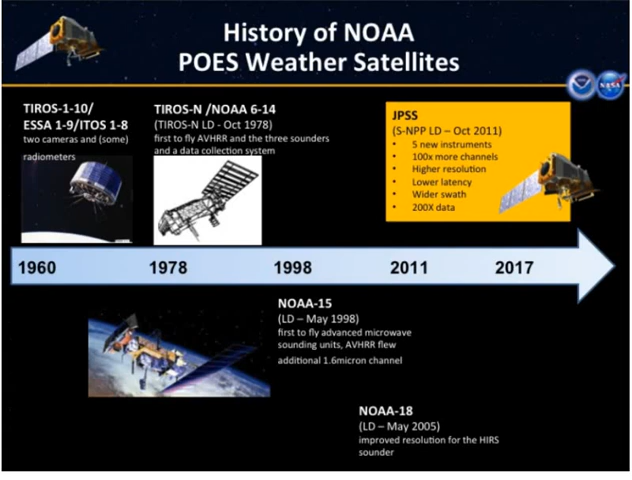 History of NOAA
POES Weather Satellites
NASA
TIROS-1-10/
ESSA 1-9/ITOS 1-8
two cameras and (some)
radiometers
TIROS-N /NOAA 6-14
(TIROS-N LD - Oct 1978)
first to fly AVHRR and the three sounders
and a data collection system
JPSS
(S-NPP LD – Oct 2011)
• 5 new instruments
• 100x more channels
• Higher resolution
• Lower latency
• Wider swath
• 200X data
1960 1978 1998 2011 2017
NOAA-15
(LD – May 1998)
first to fly advanced microwave
sounding units, AVHRR flew
additional 1.6micron channel
NOAA-18
(LD – May 2005)
improved resolution for the HIRS
sounder